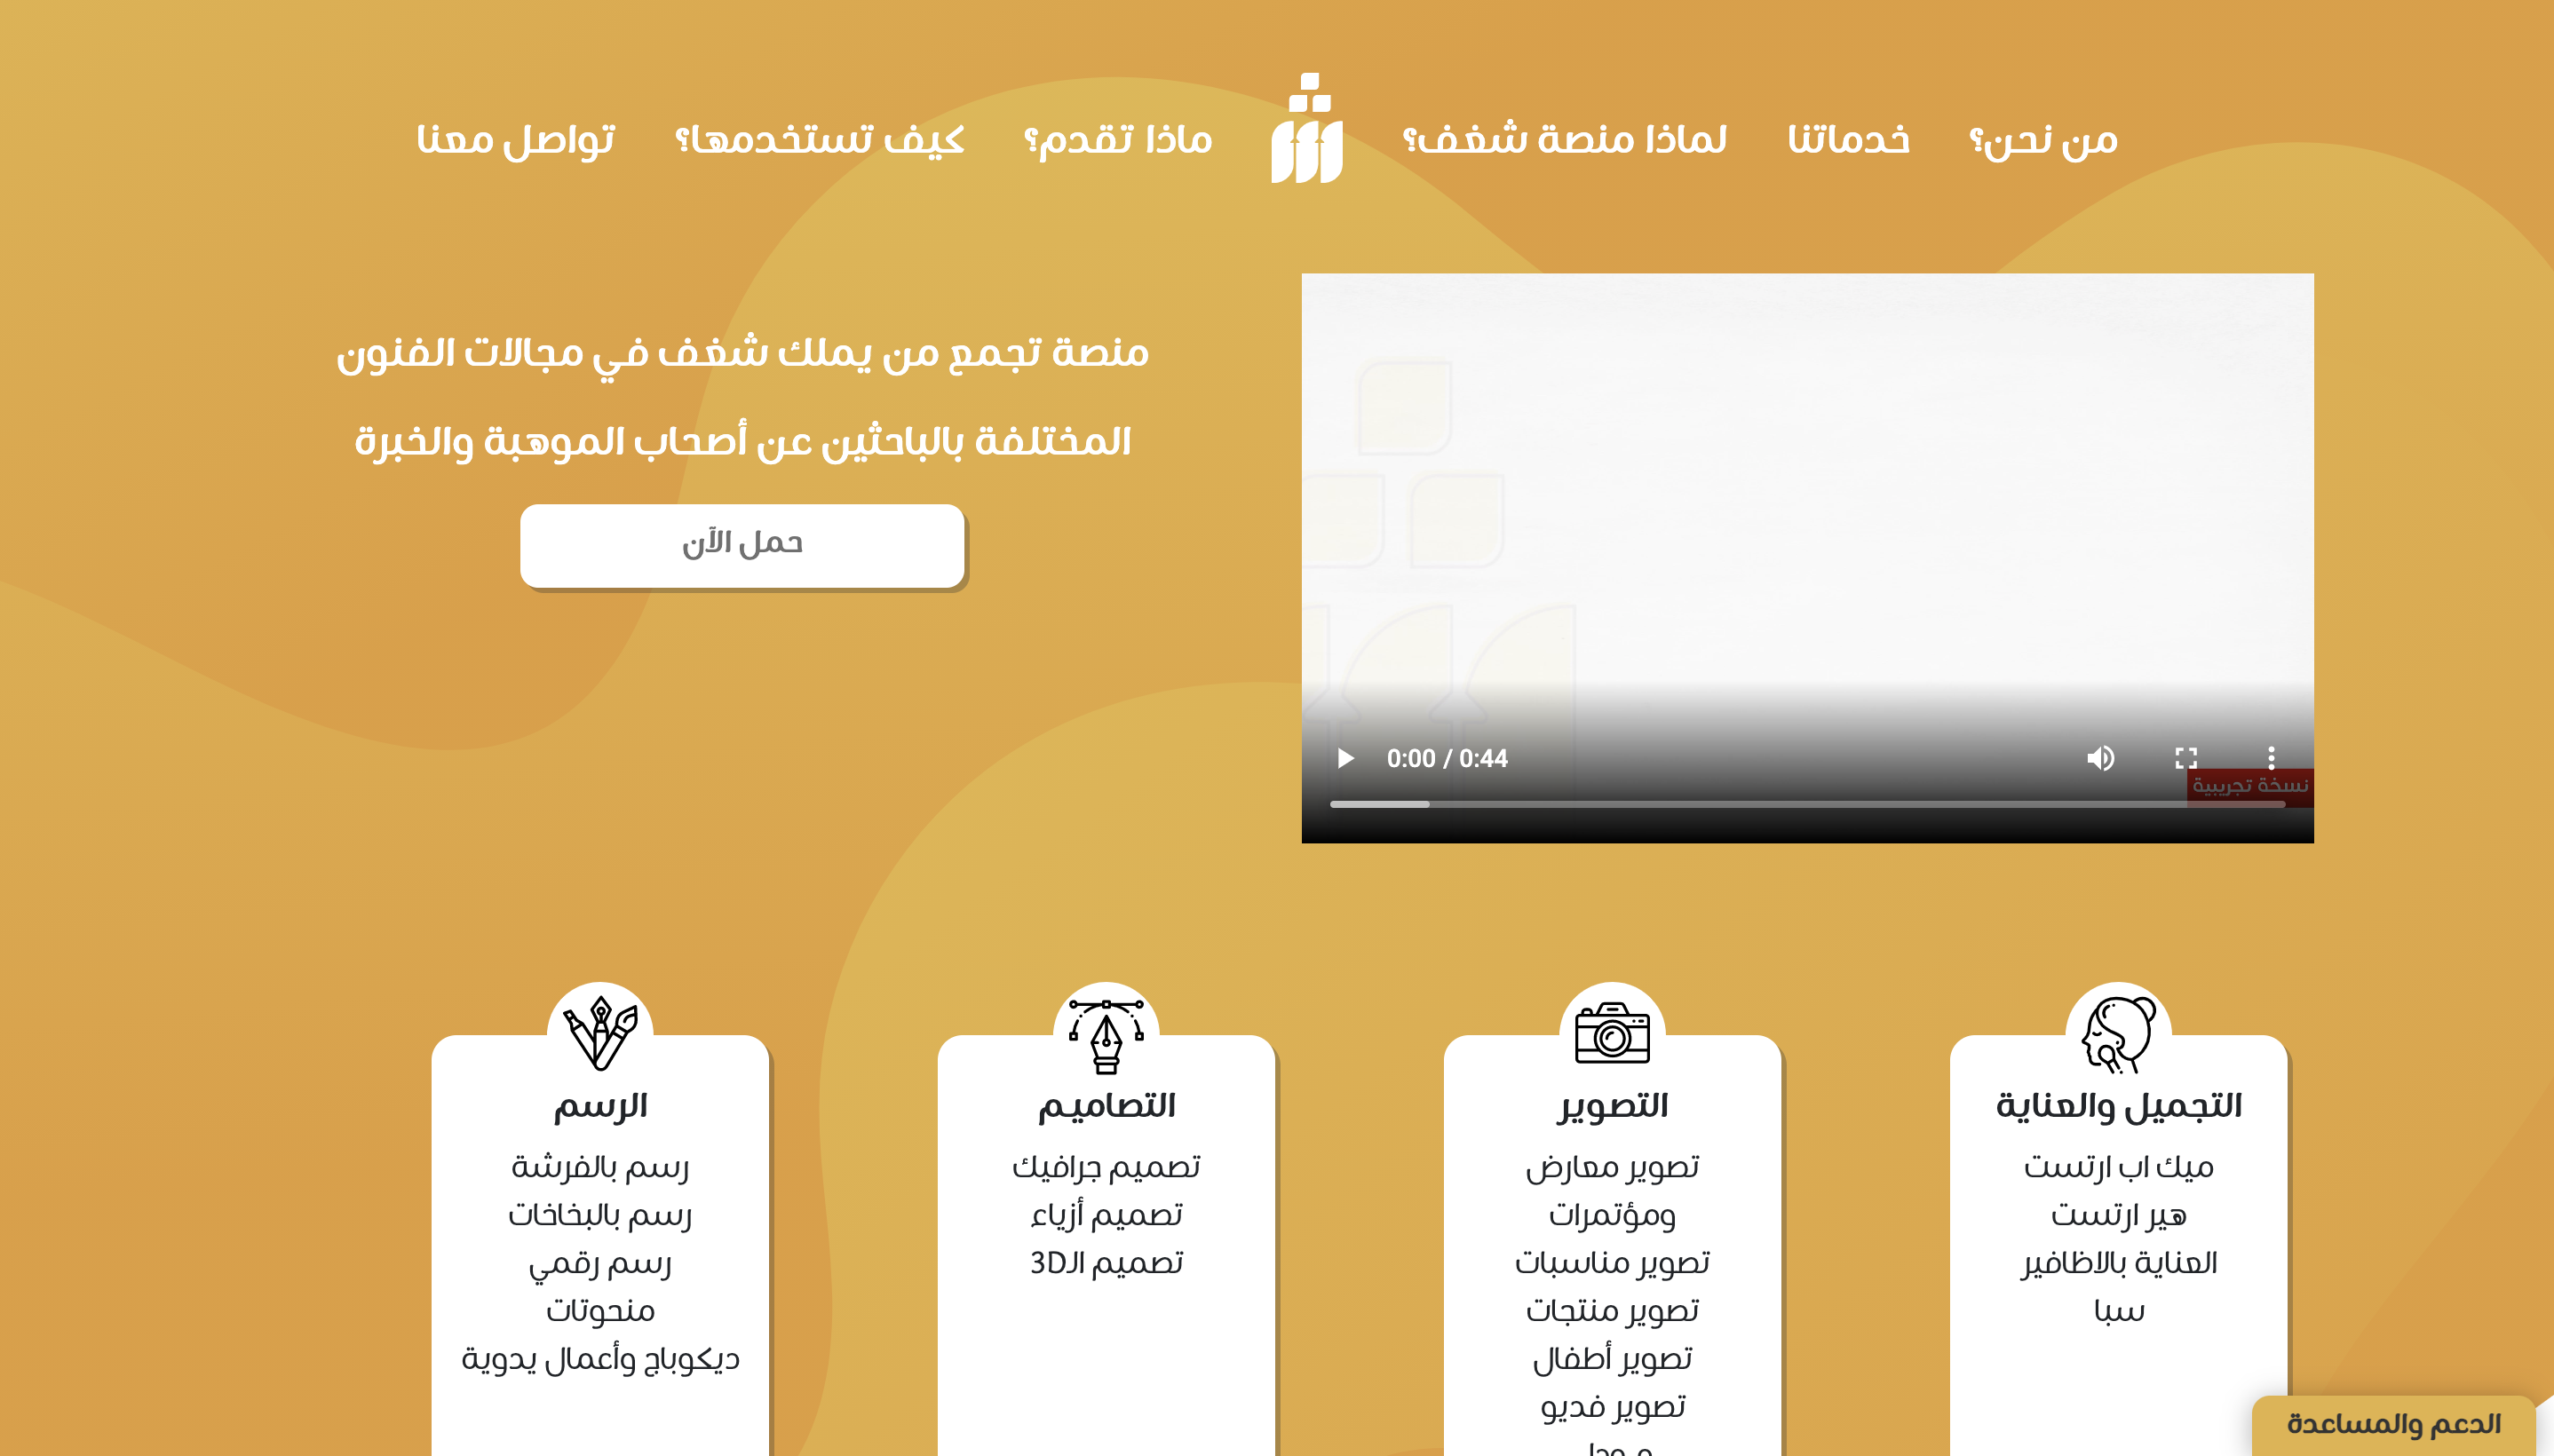 من نحن؟
خدماتنا
لماذا منصة شغف؟
ماذا تقدم؟
كيف تستخدمها؟
تواصل معنا
منصة تجمع من يملك شغف في مجالات الفنون
المختلفة بالباحثين عن أصحاب الموهبة والخبرة
حمل الآن
0:00 / 0:44
نسخة تجريبية
التجميل والعناية
ميك اب ارتست
هير ارتست
العناية بالاظافير
سبا
التصوير
تصوير معارض
ومؤتمرات
تصوير مناسبات
تصوير منتجات
تصوير أطفال
تصوير فديو
التصاميم
تصميم جرافيك
تصميم أزياء
تصميم الـ3D
الرسم
رسم بالفرشة
رسم بالبخاخات
رسم رقمي
منحوتات
ديكوباج وأعمال يدوية
الدعم والمساعدة